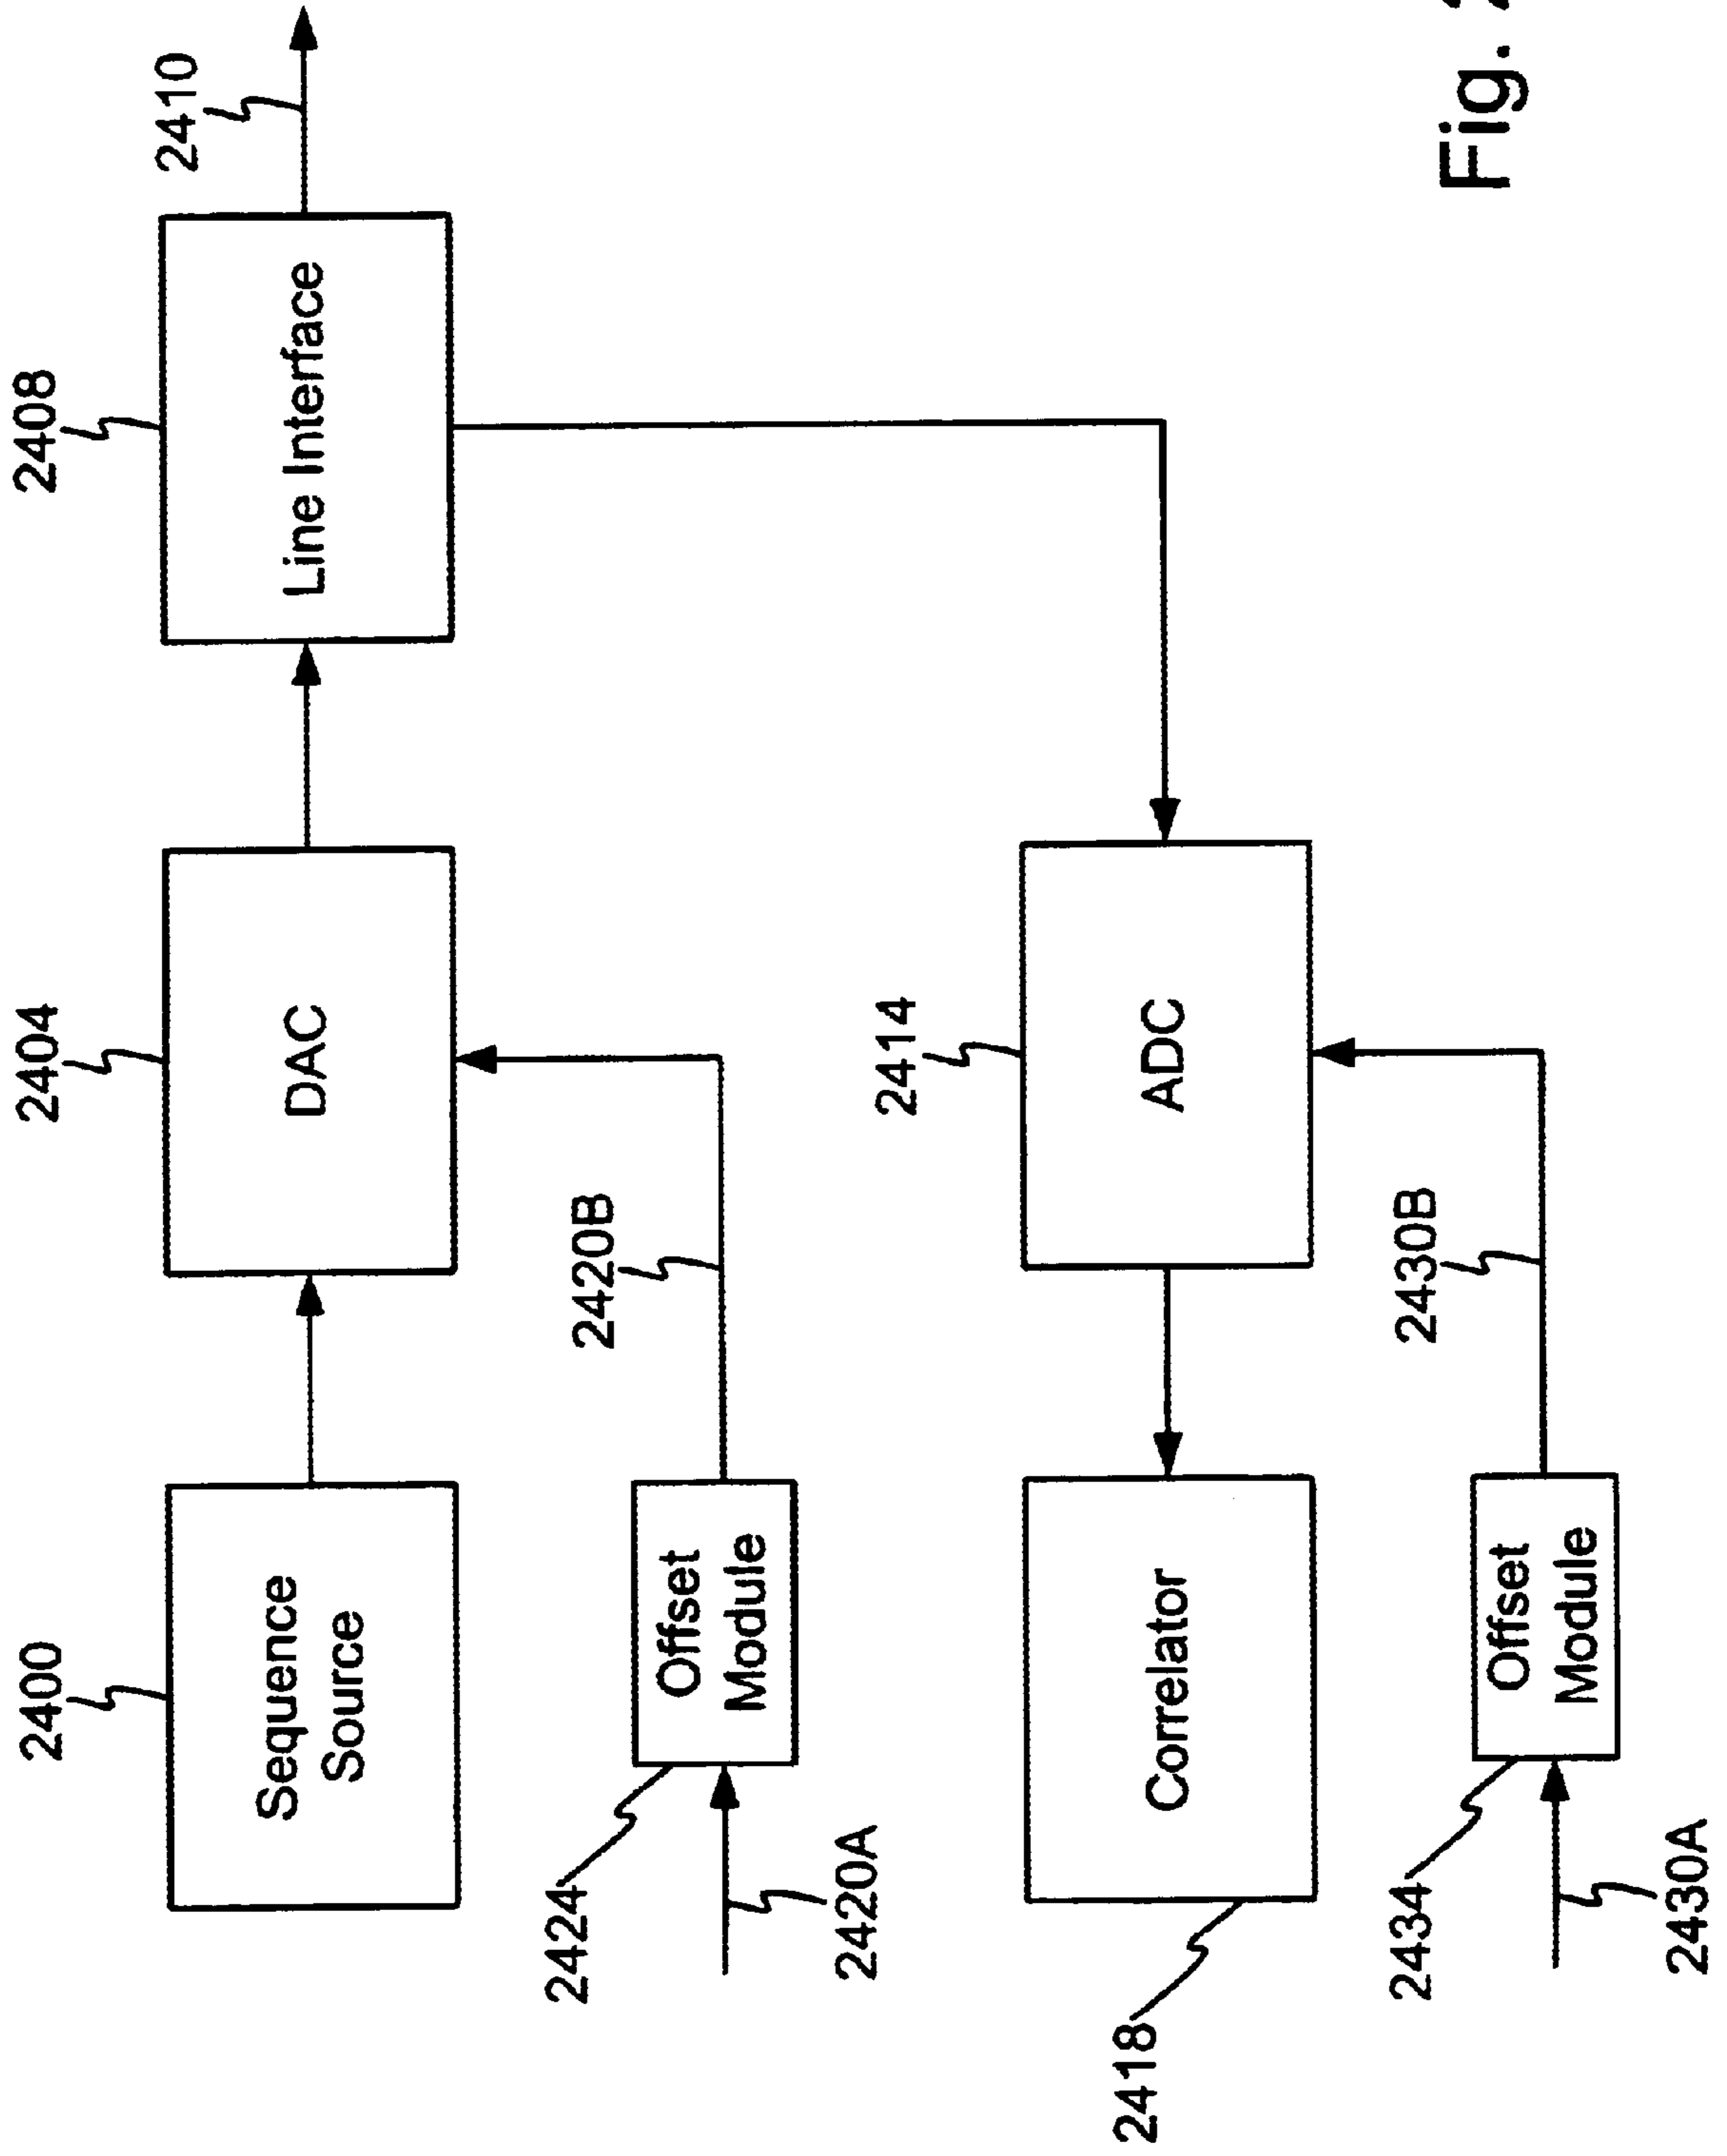 2400
2404
2408
2410
Sequence
Source
DAC
Line Interface
2424
Offset
Module
2420B
2420A
2414
2418
Correlator
ADC
2434
Offset
Module
2430B
2430A
Fig.